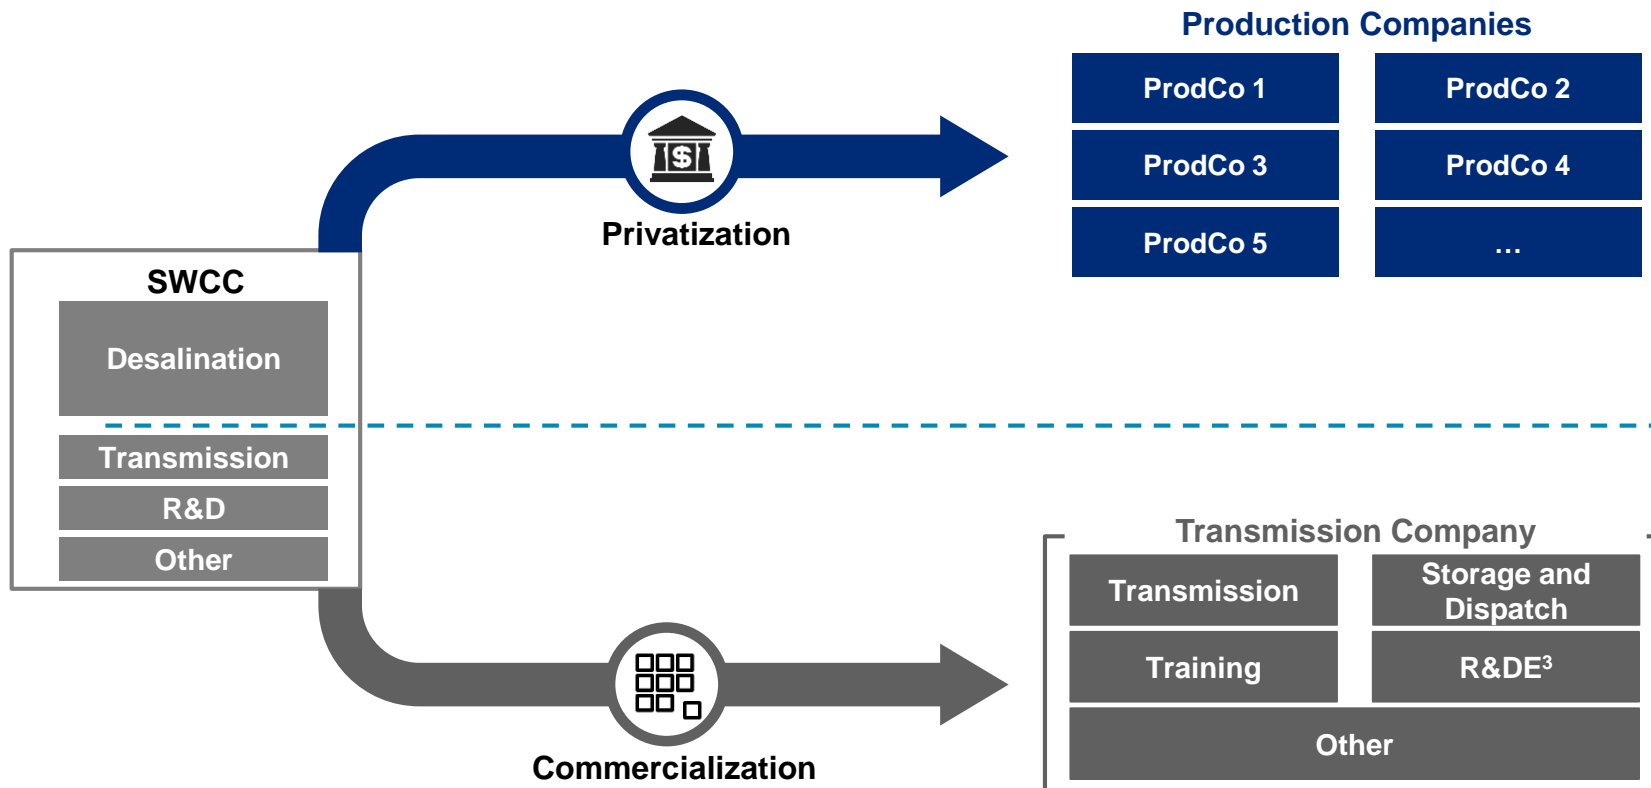 Production Companies
ProdCo 1
ProdCo 2
ProdCo 3
ProdCo 4
ProdCo 5
…
$
Privatization
SWCC
Desalination
Transmission
R&D
Other
Commercialization
Transmission Company
Transmission
Storage and
Dispatch
Training
R&DE³
Other